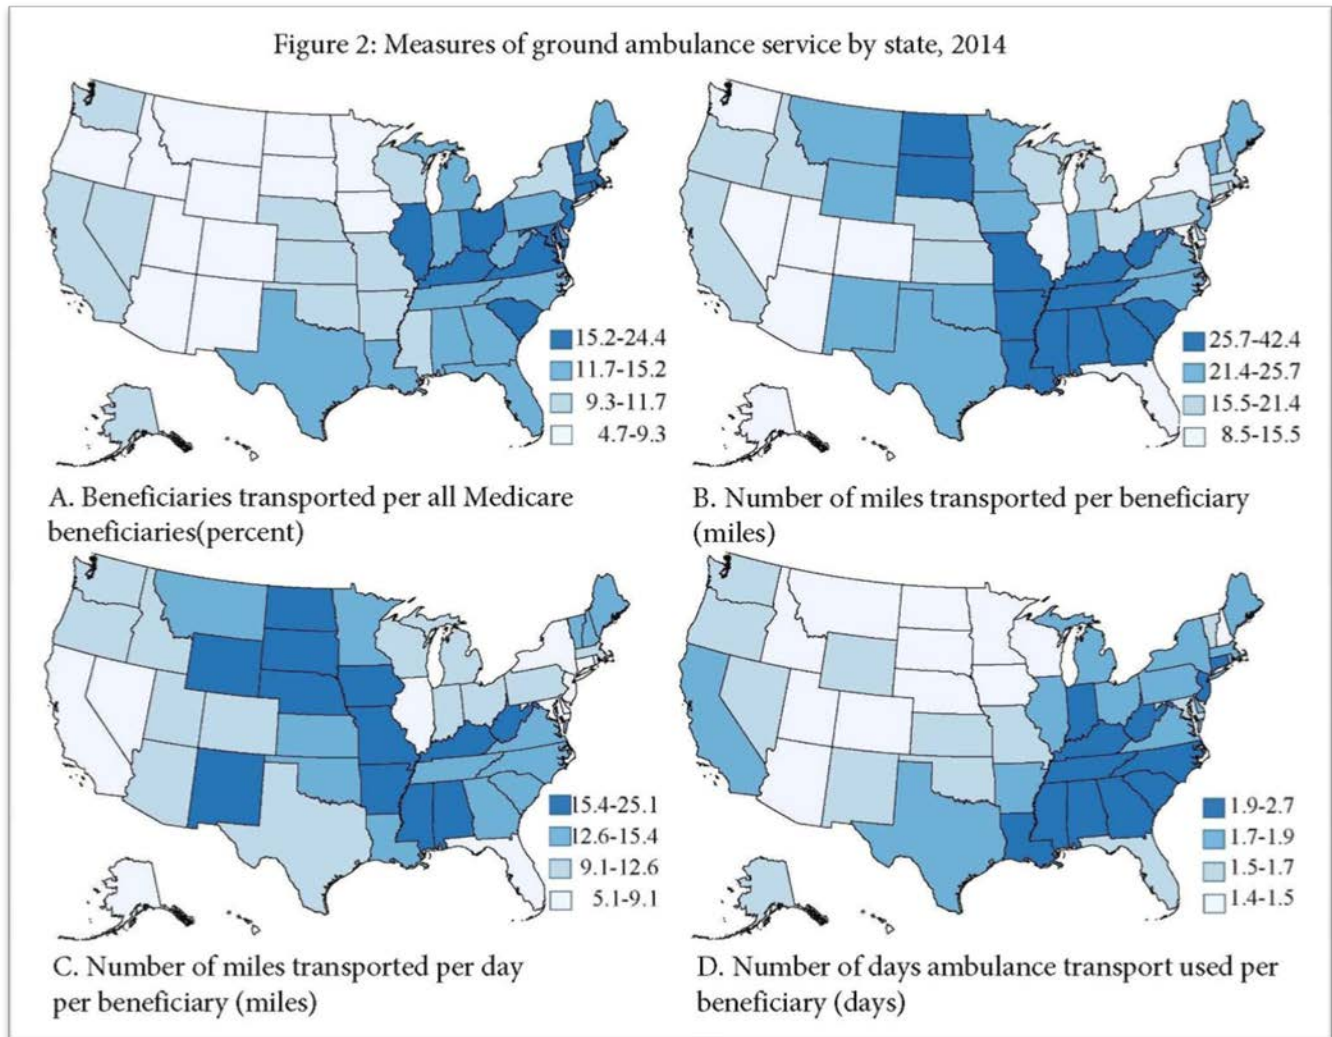 Figure 2: Measures of ground ambulance service by state, 2014
15.2-24.4
11.7-15.2
9.3-11.7
4.7-9.3
A. Beneficiaries transported per all Medicare
beneficiaries(percent)
25.7-42.4
21.4-25.7
15.5-21.4
8.5-15.5
B. Number of miles transported per beneficiary
(miles)
15.4-25.1
12.6-15.4
9.1-12.6
5.1-9.1
C. Number of miles transported per day
per beneficiary (miles)
1.9-2.7
1.7-1.9
1.5-1.7
1.4-1.5
D. Number of days ambulance transport used per
beneficiary (days)